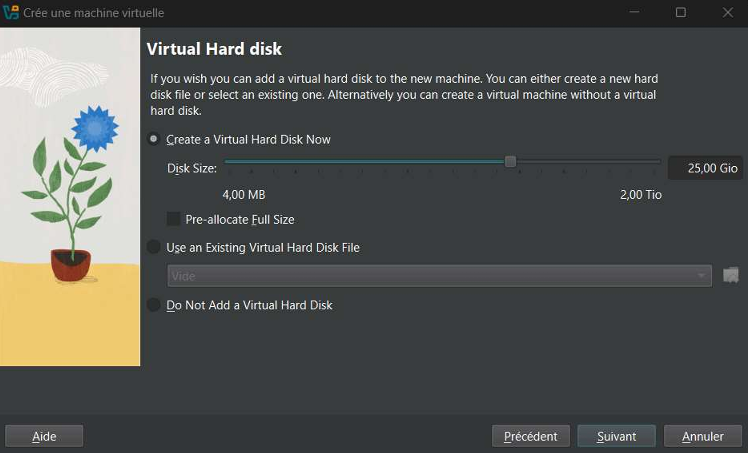 Crée une machine virtuelle
Virtual Hard disk
If you wish you can add a virtual hard disk to the new machine. You can either create a new hard
disk file or select an existing one. Alternatively you can create a virtual machine without a virtual
hard disk.
Create a Virtual Hard Disk Now
Disk Size:
25,00 Gio
4,00 MB
2,00 Tio
Pre-allocate Full Size
Use an Existing Virtual Hard Disk File
Vide
Do Not Add a Virtual Hard Disk
Aide
Précédent
Suivant
Annuler